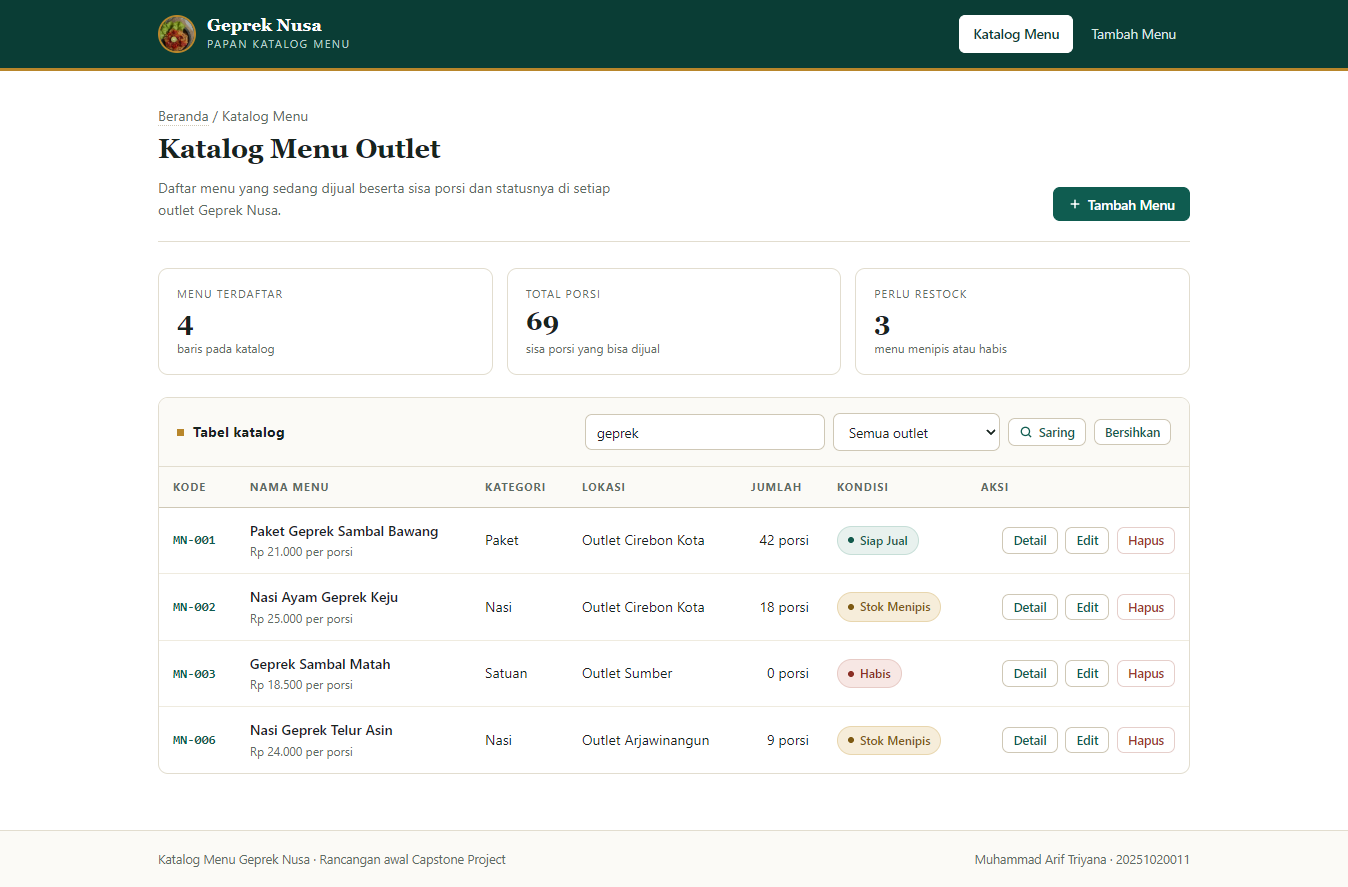 Geprek Nusa
PAPAN KATALOG MENU
Katalog Menu
Tambah Menu
Beranda / Katalog Menu
Katalog Menu Outlet
Daftar menu yang sedang dijual beserta sisa porsi dan statusnya di setiap
outlet Geprek Nusa.
+ Tambah Menu
MENU TERDAFTAR
4
baris pada katalog
TOTAL PORSI
69
sisa porsi yang bisa dijual
PERLU RESTOCK
3
menu menipis atau habis
Tabel katalog
geprek
Semua outlet
Saring
Bersihkan
KODE NAMA MENU KATEGORI LOKASI JUMLAH KONDISI AKSI
MN-001 Paket Geprek Sambal Bawang Paket Outlet Cirebon Kota 42 porsi Siap Jual Detail Edit Hapus
Rp 21.000 per porsi
MN-002 Nasi Ayam Geprek Keju Nasi Outlet Cirebon Kota 18 porsi Stok Menipis Detail Edit Hapus
Rp 25.000 per porsi
MN-003 Geprek Sambal Matah Satuan Outlet Sumber 0 porsi Habis Detail Edit Hapus
Rp 18.500 per porsi
MN-006 Nasi Geprek Telur Asin Nasi Outlet Arjawinangun 9 porsi Stok Menipis Detail Edit Hapus
Rp 24.000 per porsi
Katalog Menu Geprek Nusa · Rancangan awal Capstone Project
Muhammad Arif Triyana · 20251020011